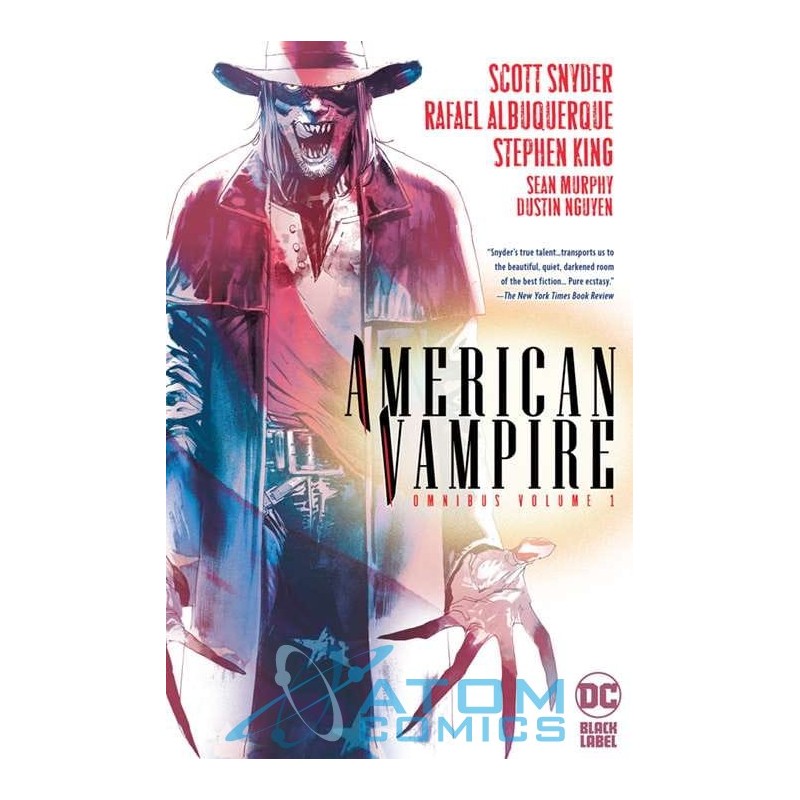 SCOTT SNYDER
RAFAEL ALBUQUERQUE
STEPHEN KING
SEAN MURPHY
DUSTIN NGUYEN
"Snyder's true talent...transports us to
the beautiful, quiet, darkened room
of the best fiction... Pure ecstasy."
—The New York Times Book Review
AMERICAN
VAMPIRE
OMNIBUS VOLUME 1
ATOM
COMICS
DC
BLACK
LABEL